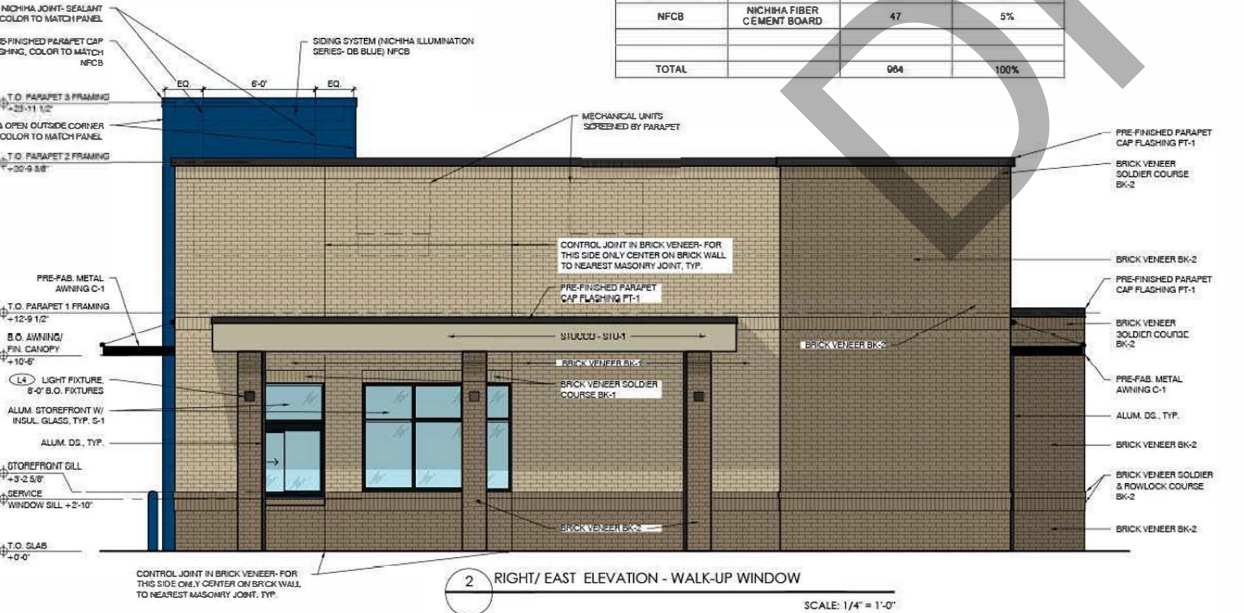 NICHIHA JOINT- SEALANT
COLOR TO MATCH PANEL
E-FINISHED PARAPET CAP
SHING, COLOR TO MATCH
NFCB
NFCB NICHIHA FIBER CEMENT BOARD 47 5%
TOTAL 964 100%
SIDING SYSTEM (NICHIHA ILLUMINATION
SERIES- DB BLUE) NFCB
EQ. 6'-0" EQ.
T.O. PARAPET 3 FRAMING
+23'-11 1/2"
OPEN OUTSIDE CORNER
COLOR TO MATCH PANEL
T.O. PARAPET 2 FRAMING
+20'-9 5/8"
MECHANICAL UNITS
SCREENED BY PARAPET
PRE-FINISHED PARAPET
CAP FLASHING PT-1
BRICK VENEER
SOLDIER COURSE
BK-2
CONTROL JOINT IN BRICK VENEER- FOR
THIS SIDE ONLY CENTER ON BRICK WALL
TO NEAREST MASONRY JOINT, TYP.
BRICK VENEER BK-2
PRE-FAB. METAL
AWNING C-1
PRE-FINISHED PARAPET
CAP FLASHING PT-1
PRE-FINISHED PARAPET
CAP FLASHING PT-1
T.O. PARAPET 1 FRAMING
+12'-9 1/2"
B.O. AWNING/
FIN. CANOPY
+10'-6"
STUCCO - STU-1
BRICK VENEER BK-2
BRICK VENEER
SOLDIER COURSE
BK-2
BRICK VENEER BK-1
L4 LIGHT FIXTURE,
8'-0" B.O. FIXTURES
BRICK VENEER SOLDIER
COURSE BK-1
PRE-FAB. METAL
AWNING C-1
ALUM. STOREFRONT W/
INSUL. GLASS, TYP. S-1
ALUM. DS., TYP.
ALUM. DS., TYP.
BRICK VENEER BK-2
STOREFRONT SILL
+3'-2 5/8"
SERVICE
WINDOW SILL +2'-10"
BRICK VENEER SOLDIER
& ROWLOCK COURSE
BK-2
BRICK VENEER BK-2
BRICK VENEER BK-2
T.O. SLAB
+0'-0"
CONTROL JOINT IN BRICK VENEER- FOR
THIS SIDE ONLY CENTER ON BRICK WALL
TO NEAREST MASONRY JOINT, TYP.
2 RIGHT/ EAST ELEVATION - WALK-UP WINDOW
SCALE: 1/4" = 1'-0"